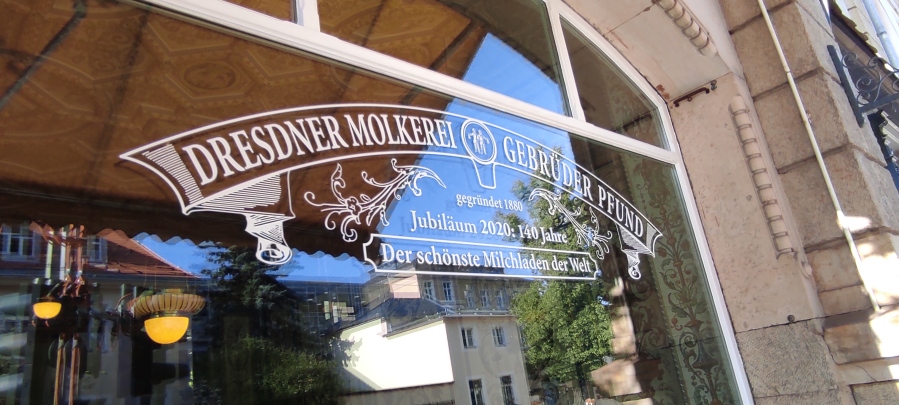 DRESDNER MOLKEREI GEBRÜDER PFUND
gegründet 1880
Jubiläum 2020: 140 Jahre
Der schönste Milchladen der Welt